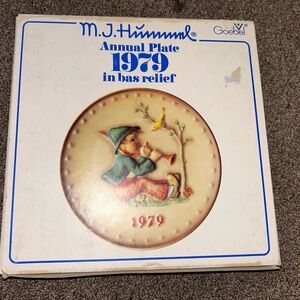 M.J.Hummel®
Goebel®
Annual Plate
1979
in bas relief
1979